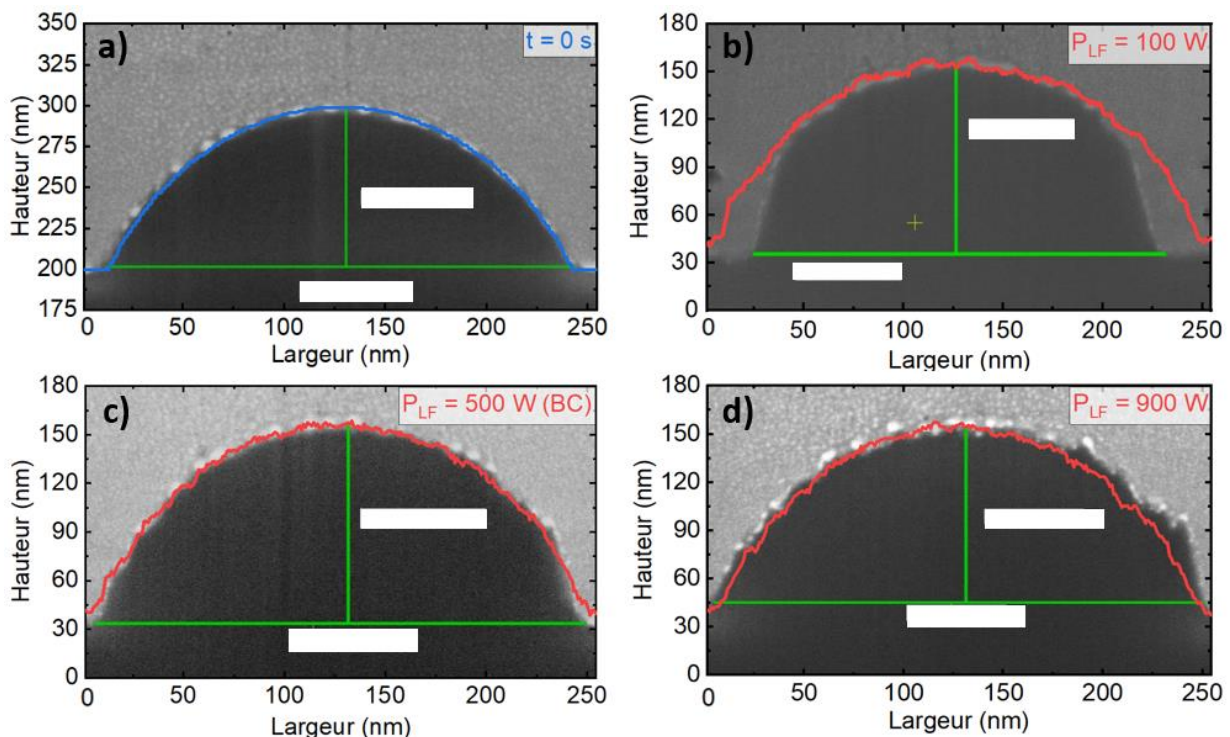 a)
t = 0 s
Hauteur (nm)
350
325
300
275
250
225
200
175
0 50 100 150 200 250
Largeur (nm)
b)
P_LF = 100 W
Hauteur (nm)
180
150
120
90
60
30
0
0 50 100 150 200 250
Largeur (nm)
c)
P_LF = 500 W (BC)
Hauteur (nm)
180
150
120
90
60
30
0
0 50 100 150 200 250
Largeur (nm)
d)
P_LF = 900 W
Hauteur (nm)
180
150
120
90
60
30
0
0 50 100 150 200 250
Largeur (nm)